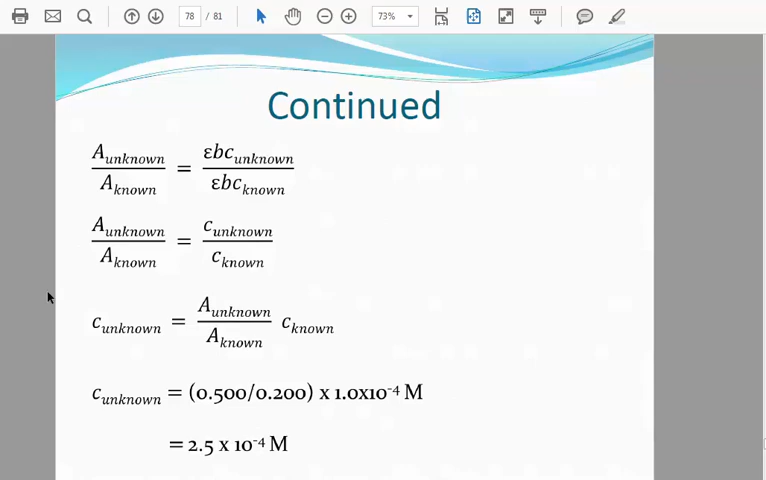 78 / 81 73%
Continued
A_unknown / A_known = εbc_unknown / εbc_known
A_unknown / A_known = c_unknown / c_known
c_unknown = A_unknown / A_known c_known
c_unknown = (0.500/0.200) x 1.0x10⁻⁴ M
= 2.5 x 10⁻⁴ M